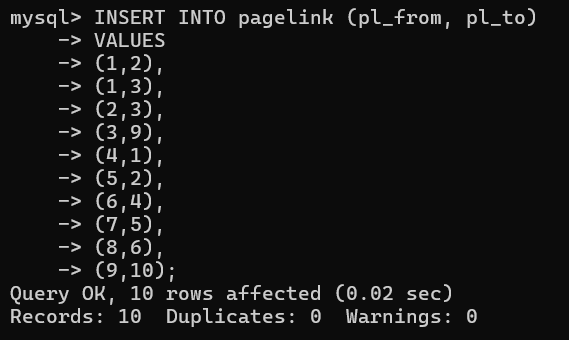 mysql> INSERT INTO pagelink (pl_from, pl_to)
    -> VALUES
    -> (1,2),
    -> (1,3),
    -> (2,3),
    -> (3,9),
    -> (4,1),
    -> (5,2),
    -> (6,4),
    -> (7,5),
    -> (8,6),
    -> (9,10);
Query OK, 10 rows affected (0.02 sec)
Records: 10  Duplicates: 0  Warnings: 0